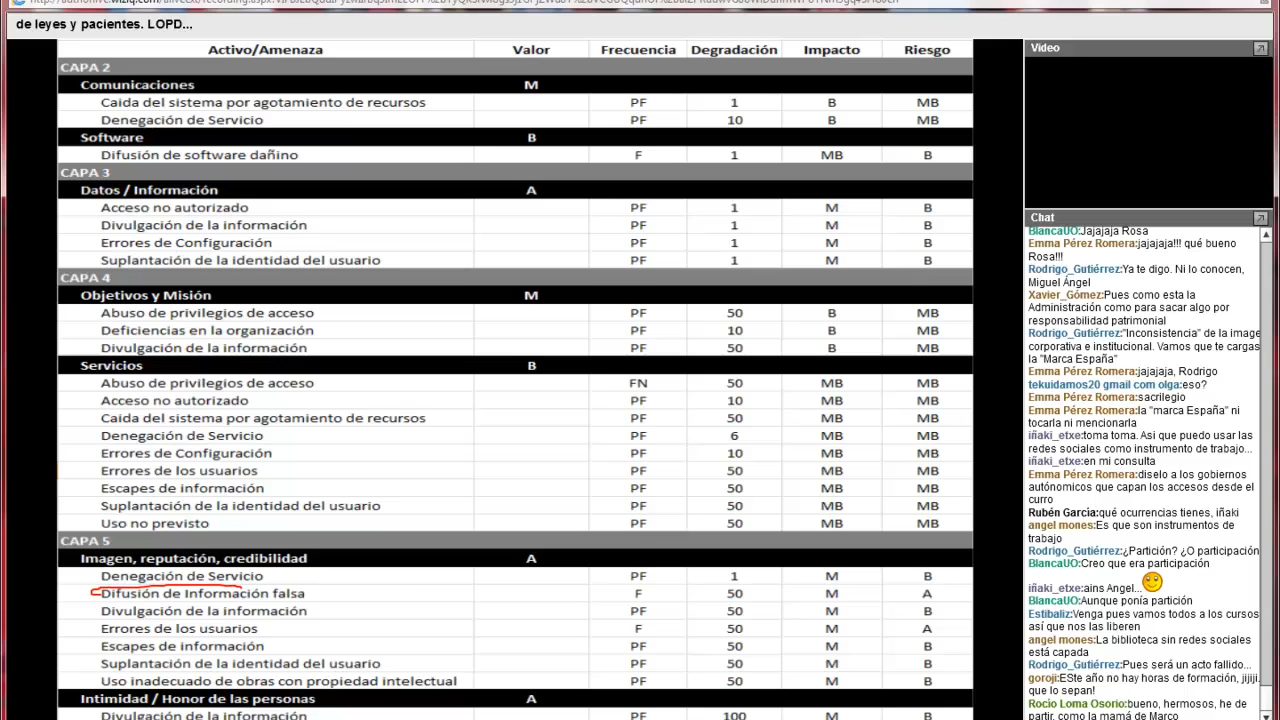 de leyes y pacientes. LOPD...
Activo/Amenaza Valor Frecuencia Degradación Impacto Riesgo
CAPA 2
Comunicaciones M
Caida del sistema por agotamiento de recursos PF 1 B MB
Denegación de Servicio PF 10 B MB
Software B
Difusión de software dañino F 1 MB B
CAPA 3
Datos / Información A
Acceso no autorizado PF 1 M B
Divulgación de la información PF 1 M B
Errores de Configuración PF 1 M B
Suplantación de la identidad del usuario PF 1 M B
CAPA 4
Objetivos y Misión M
Abuso de privilegios de acceso PF 50 B MB
Deficiencias en la organización PF 10 B MB
Divulgación de la información PF 50 B MB
Servicios B
Abuso de privilegios de acceso FN 50 MB MB
Acceso no autorizado PF 10 MB MB
Caida del sistema por agotamiento de recursos PF 50 MB MB
Denegación de Servicio PF 6 MB MB
Errores de Configuración PF 10 MB MB
Errores de los usuarios PF 50 MB MB
Escapes de información PF 50 MB MB
Suplantación de la identidad del usuario PF 50 MB MB
Uso no previsto PF 50 MB MB
CAPA 5
Imagen, reputación, credibilidad A
Denegación de Servicio PF 1 M B
Difusión de Información falsa F 50 M A
Divulgación de la información PF 50 M B
Errores de los usuarios F 50 M A
Escapes de información PF 50 M B
Suplantación de la identidad del usuario PF 50 M B
Uso inadecuado de obras con propiedad intelectual PF 50 M B
Intimidad / Honor de las personas A
Divulgación de la información PF 100 M B
Video
Chat
BlancaUO:Jajajaja Rosa
Emma Pérez Romera:jajajaja!!! qué bueno
Rosa!!!
Rodrigo_Gutiérrez:Ya te digo. Ni lo conocen,
Miguel Ángel
Xavier_Gómez:Pues como esta la
Administración como para sacar algo por
responsabilidad patrimonial
Rodrigo_Gutiérrez:"Inconsistencia" de la image
corporativa e institucional. Vamos que te cargas
la "Marca España"
Emma Pérez Romera:jajajaja, Rodrigo
tekuidamos20 gmail com olga:eso?
Emma Pérez Romera:sacrilegio
Emma Pérez Romera:la "marca España" ni
tocarla ni mencionarla
iñaki_etxe:toma toma. Asi que puedo usar las
redes sociales como instrumento de trabajo...
iñaki_etxe:en mi consulta
Emma Pérez Romera:diselo a los gobiernos
autónomicos que capan los accesos desde el
curro
Rubén García:qué ocurrencias tienes, iñaki
angel mones:Es que son instrumentos de
trabajo
Rodrigo_Gutiérrez:¿Partición? ¿O participación
BlancaUO:Creo que era participación
iñaki_etxe:ains Angel...
BlancaUO:Aunque ponía partición
Estibaliz:Venga pues vamos todos a los cursos
así que nos las liberen
angel mones:La biblioteca sin redes sociales
está capada
Rodrigo_Gutiérrez:Pues será un acto fallido...
goroji:ESte año no hay horas de formación, jijiji.
que lo sepan!
Rocio Loma Osorio:bueno, hermosos, he de
partir, como la mamá de Marco